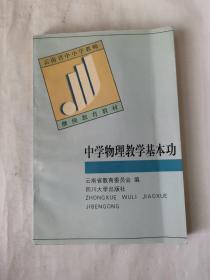 云南省中小学教师
继续教育教材
中学物理教学基本功
云南省教育委员会 编
四川大学出版社
ZHONGXUE WULI JIAOXUE
JIBENGONG